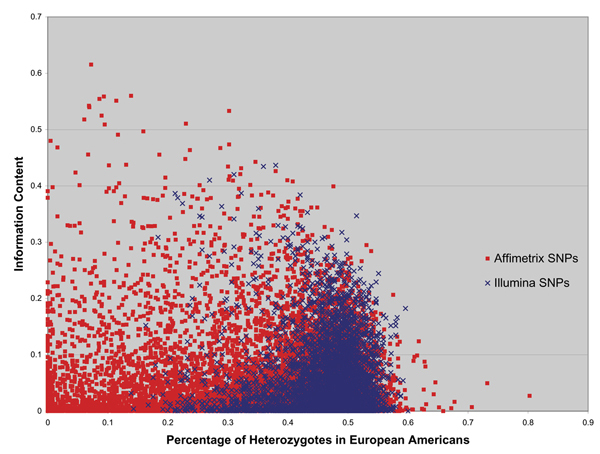 0.7
0.6
0.5
0.4
0.3
0.2
0.1
0
Information Content
Affimetrix SNPs
Illumina SNPs
0 0.1 0.2 0.3 0.4 0.5 0.6 0.7 0.8 0.9
Percentage of Heterozygotes in European Americans